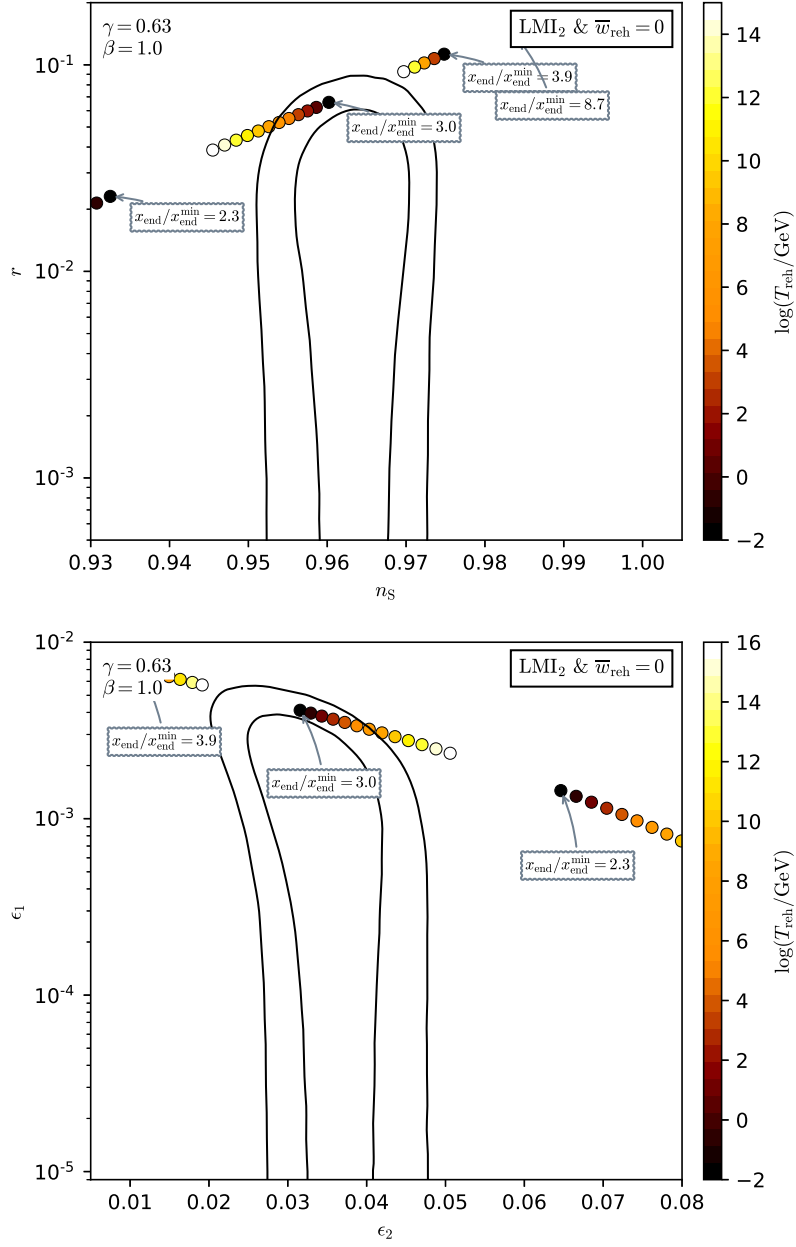 γ = 0.63
β = 1.0
LMI₂ & w̅_reh = 0
x_end/x_end^min = 3.9
x_end/x_end^min = 8.7
x_end/x_end^min = 3.0
x_end/x_end^min = 2.3
10⁻¹
10⁻²
10⁻³
r
0.93 0.94 0.95 0.96 0.97 0.98 0.99 1.00
n_S
14
12
10
8
6
4
2
0
−2
log(T_reh/GeV)
γ = 0.63
β = 1.0
LMI₂ & w̅_reh = 0
x_end/x_end^min = 3.9
x_end/x_end^min = 3.0
x_end/x_end^min = 2.3
10⁻²
10⁻³
10⁻⁴
10⁻⁵
ϵ₁
0.01 0.02 0.03 0.04 0.05 0.06 0.07 0.08
ϵ₂
16
14
12
10
8
6
4
2
0
−2
log(T_reh/GeV)